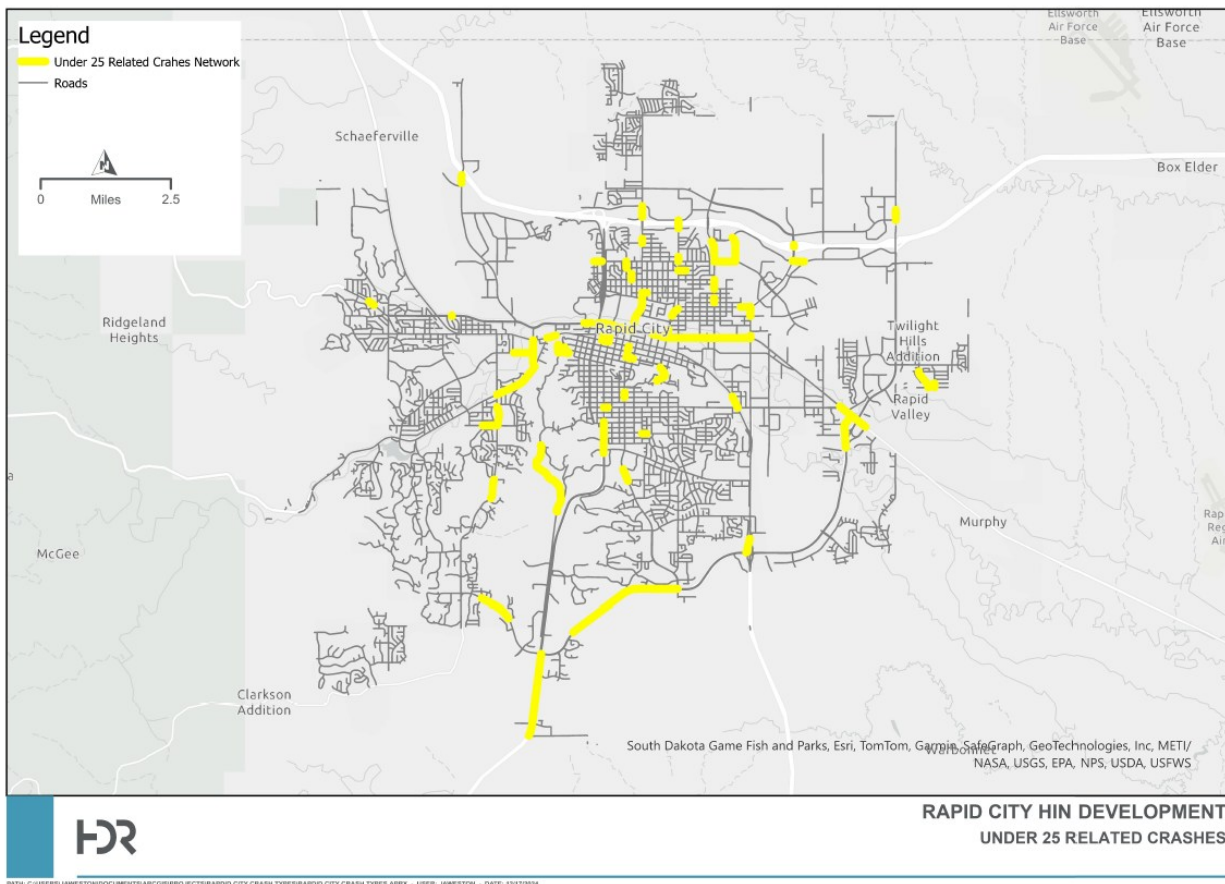 Legend
Under 25 Related Crahes Network
Roads
0 Miles 2.5
Ellsworth
Air Force
Base
Ellsworth
Air Force
Base
Schaeferville
Box Elder
Ridgeland
Heights
Rapid City
Twilight
Hills
Addition
Rapid
Valley
Murphy
McGee
Clarkson
Addition
South Dakota Game Fish and Parks, Esri, TomTom, Garmin, SafeGraph, GeoTechnologies, Inc, METI/
NASA, USGS, EPA, NPS, USDA, USFWS
HDR
RAPID CITY HIN DEVELOPMENT
UNDER 25 RELATED CRASHES